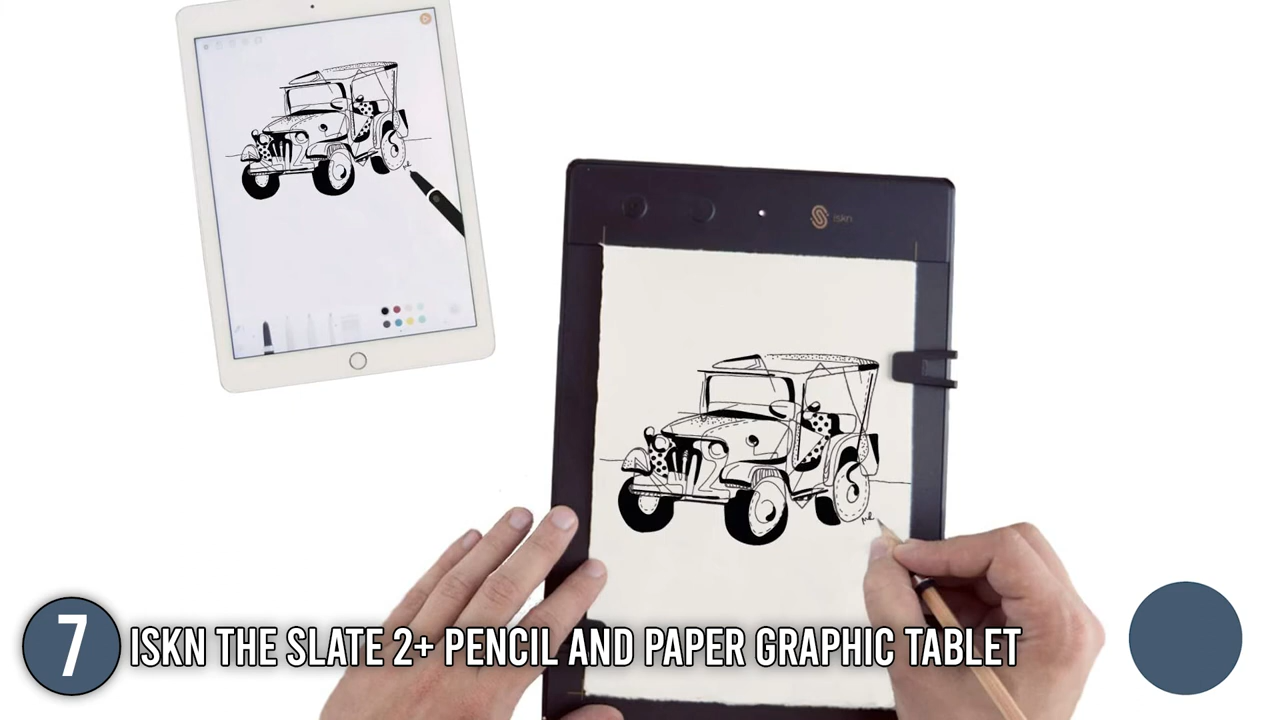 iskn
7
ISKN THE SLATE 2+ PENCIL AND PAPER GRAPHIC TABLET